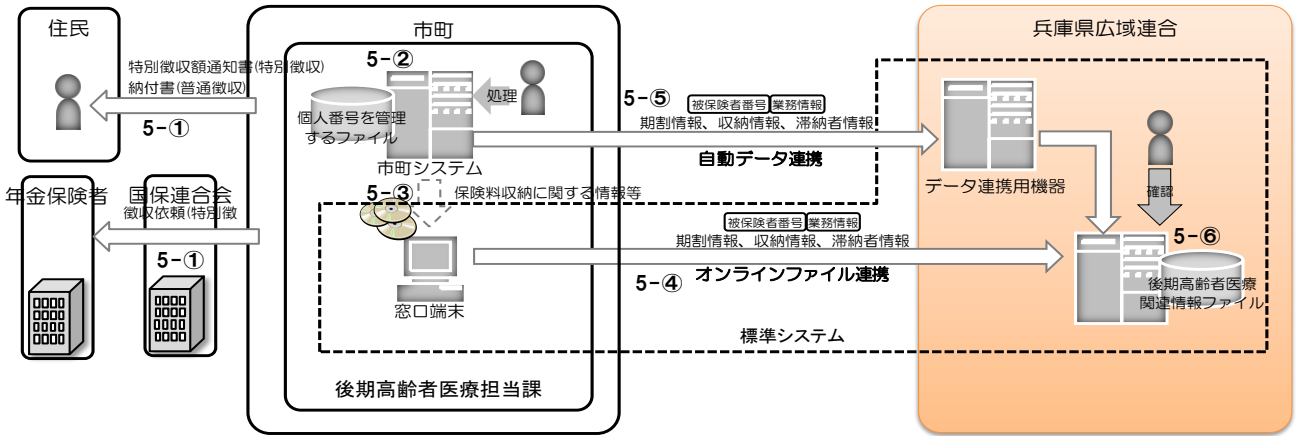 住民
市町
兵庫県広域連合
特別徴収額通知書(特別徴収)
納付書(普通徴収)
5-①
5-②
処理
個人番号を管理
するファイル
市町システム
5-⑤
被保険者番号 業務情報
期割情報、収納情報、滞納者情報
自動データ連携
データ連携用機器
確認
年金保険者
国保連合会
徴収依頼(特別徴
5-①
5-③
保険料収納に関する情報等
窓口端末
被保険者番号 業務情報
期割情報、収納情報、滞納者情報
5-④
オンラインファイル連携
5-⑥
後期高齢者医療
関連情報ファイル
標準システム
後期高齢者医療担当課